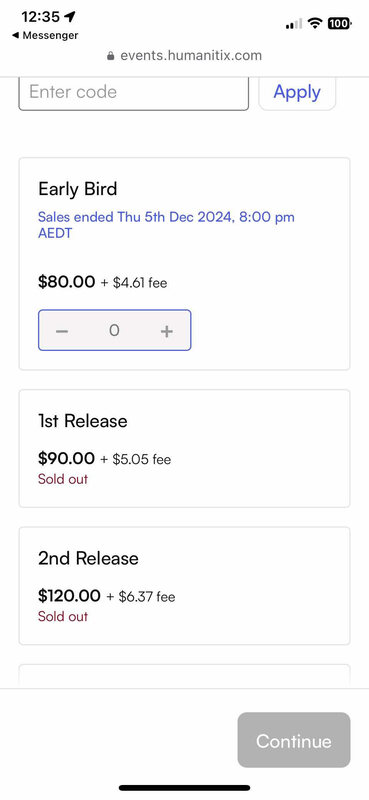 12:35
100
Messenger
events.humanitix.com
Enter code
Apply
Early Bird
Sales ended Thu 5th Dec 2024, 8:00 pm
AEDT
$80.00 + $4.61 fee
− 0 +
1st Release
$90.00 + $5.05 fee
Sold out
2nd Release
$120.00 + $6.37 fee
Sold out
Continue